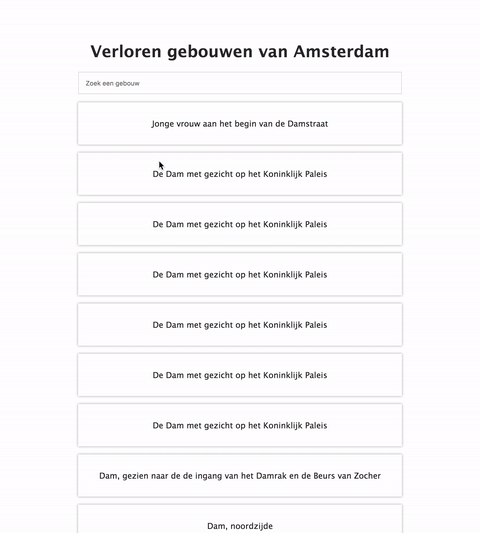 Verloren gebouwen van Amsterdam
Zoek een gebouw
Jonge vrouw aan het begin van de Damstraat
De Dam met gezicht op het Koninklijk Paleis
De Dam met gezicht op het Koninklijk Paleis
De Dam met gezicht op het Koninklijk Paleis
De Dam met gezicht op het Koninklijk Paleis
De Dam met gezicht op het Koninklijk Paleis
De Dam met gezicht op het Koninklijk Paleis
Dam, gezien naar de de ingang van het Damrak en de Beurs van Zocher
Dam, noordzijde